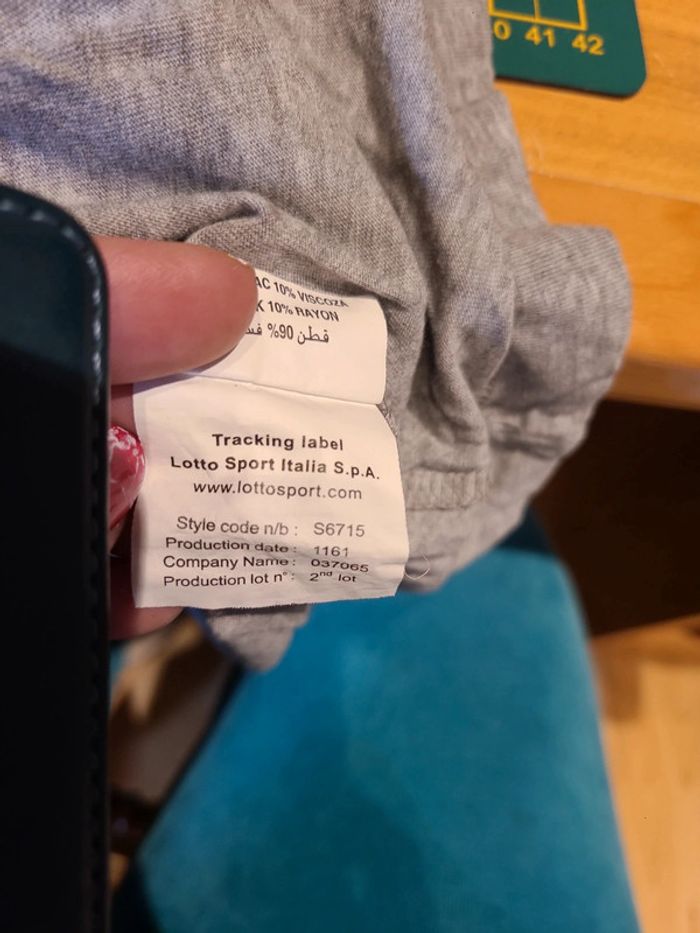 0 41 42
AC 10% VISCOZA
K 10% RAYON
قطن 90%
Tracking label
Lotto Sport Italia S.p.A.
www.lottosport.com
Style code n/b : S6715
Production date : 1161
Company Name : 037065
Production lot n° : 2nd lot